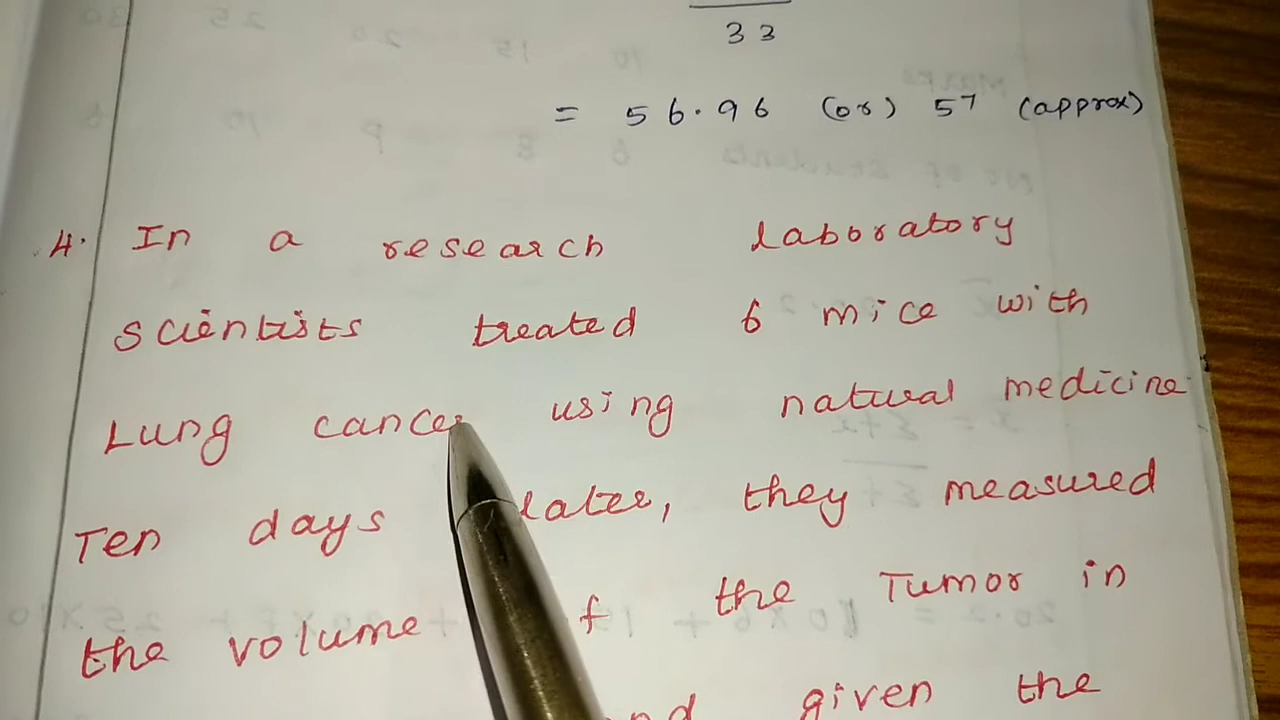 33
= 56.96 (or) 57 (approx)
4. In a research laboratory
scientists treated 6 mice with
Lung cancer using natural medicine.
Ten days later, they measured
the volume of the Tumor in
given the